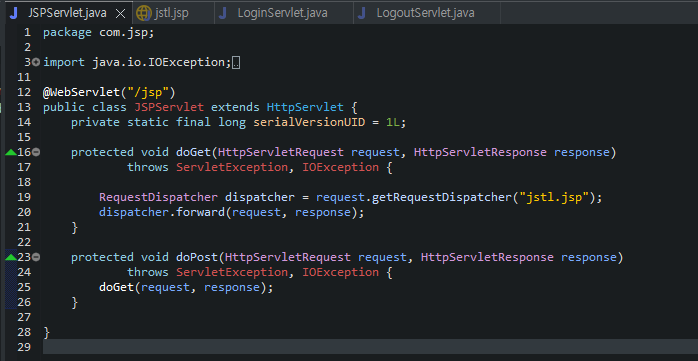 JSPServlet.java jstl.jsp LoginServlet.java LogoutServlet.java
1 package com.jsp;
2
3 import java.io.IOException;
11
12 @WebServlet("/jsp")
13 public class JSPServlet extends HttpServlet {
14 private static final long serialVersionUID = 1L;
15
16 protected void doGet(HttpServletRequest request, HttpServletResponse response)
17 throws ServletException, IOException {
18
19 RequestDispatcher dispatcher = request.getRequestDispatcher("jstl.jsp");
20 dispatcher.forward(request, response);
21 }
22
23 protected void doPost(HttpServletRequest request, HttpServletResponse response)
24 throws ServletException, IOException {
25 doGet(request, response);
26 }
27
28 }
29